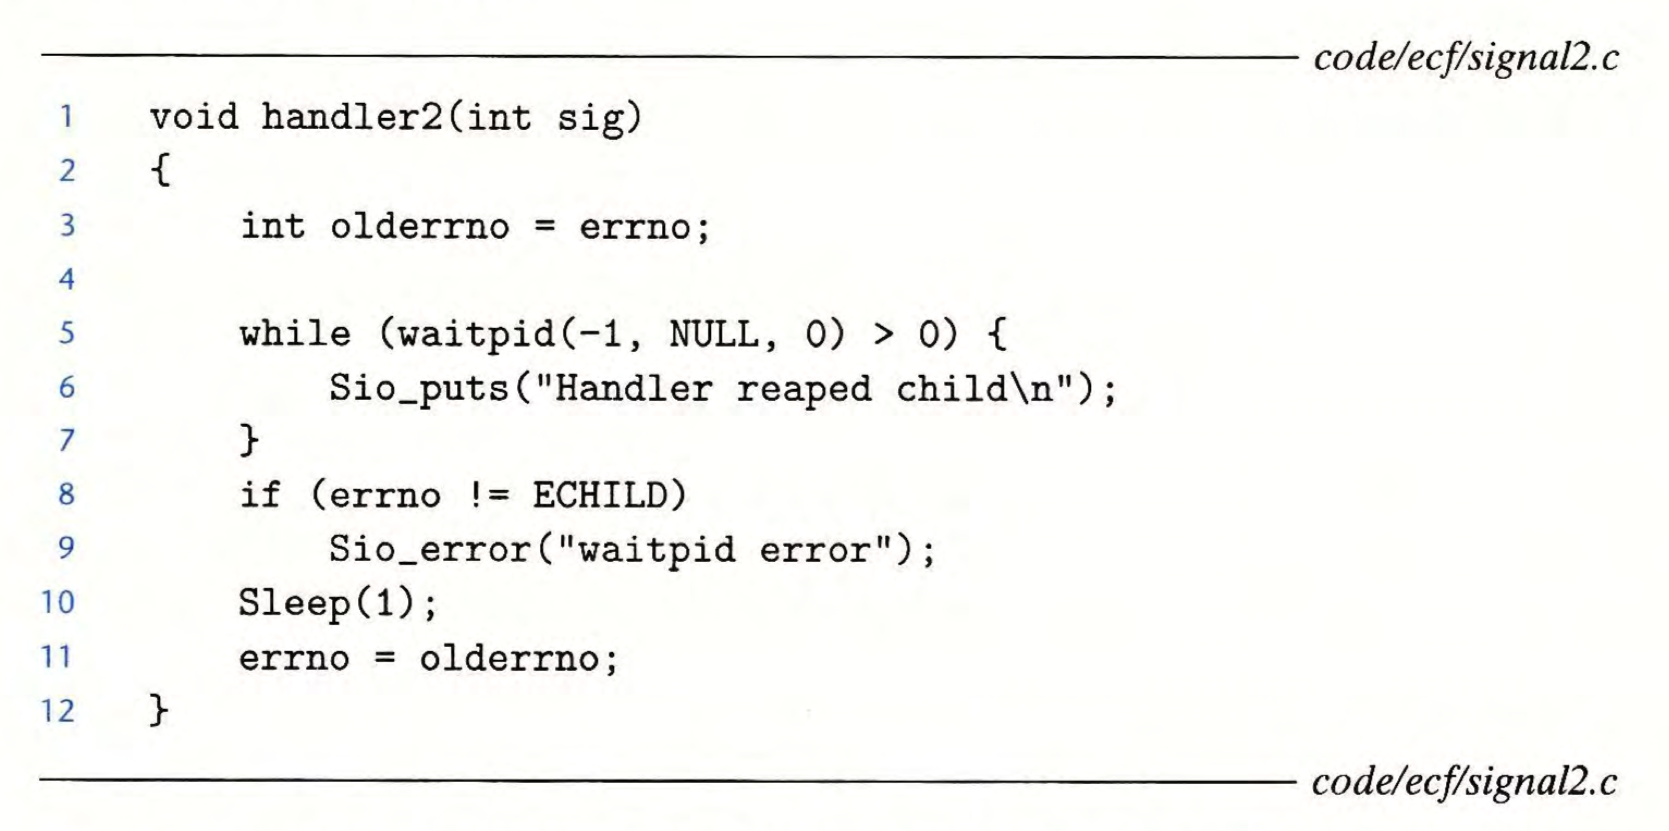 code/ecf/signal2.c
1 void handler2(int sig)
2 {
3 int olderrno = errno;
4
5 while (waitpid(-1, NULL, 0) > 0) {
6 Sio_puts("Handler reaped child\n");
7 }
8 if (errno != ECHILD)
9 Sio_error("waitpid error");
10 Sleep(1);
11 errno = olderrno;
12 }
code/ecf/signal2.c